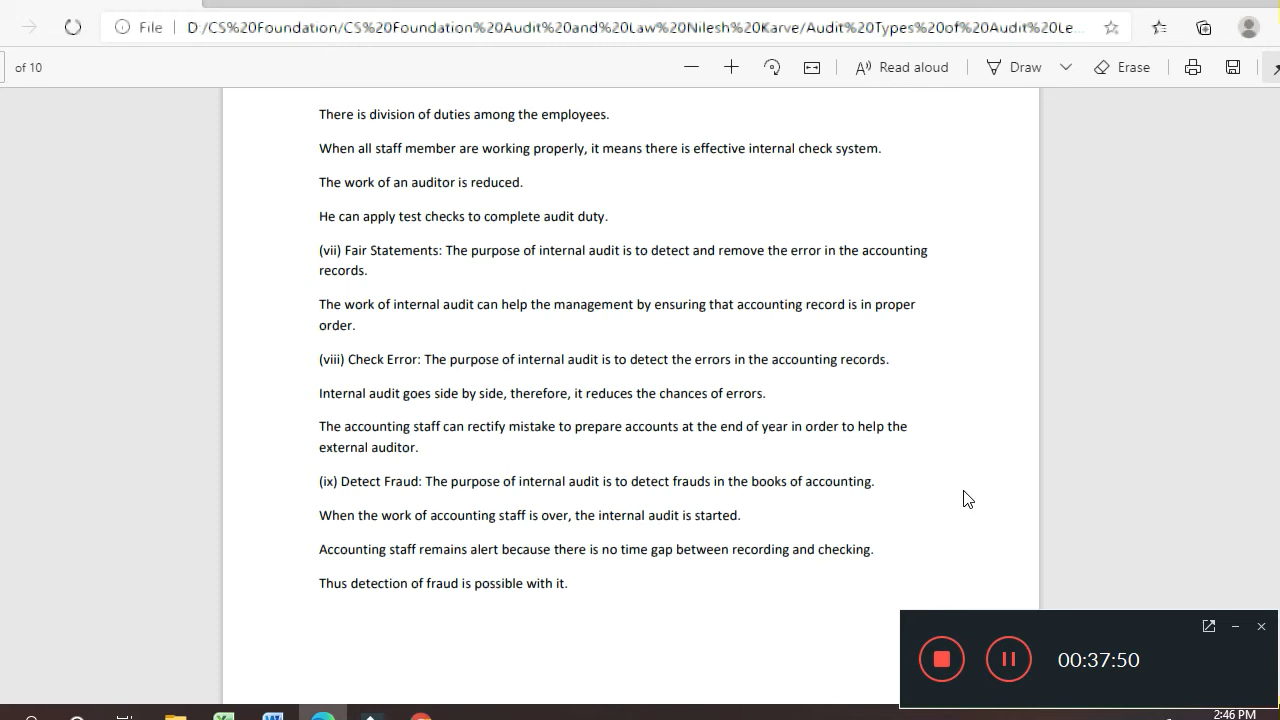 File
D:/CS%20Foundation/CS%20Foundation%20Audit%20and%20Law%20Nilesh%20Karve/Audit%20Types%20of%20Audit%20Le...
of 10
Read aloud
Draw
Erase
There is division of duties among the employees.
When all staff member are working properly, it means there is effective internal check system.
The work of an auditor is reduced.
He can apply test checks to complete audit duty.
(vii) Fair Statements: The purpose of internal audit is to detect and remove the error in the accounting
records.
The work of internal audit can help the management by ensuring that accounting record is in proper
order.
(viii) Check Error: The purpose of internal audit is to detect the errors in the accounting records.
Internal audit goes side by side, therefore, it reduces the chances of errors.
The accounting staff can rectify mistake to prepare accounts at the end of year in order to help the
external auditor.
(ix) Detect Fraud: The purpose of internal audit is to detect frauds in the books of accounting.
When the work of accounting staff is over, the internal audit is started.
Accounting staff remains alert because there is no time gap between recording and checking.
Thus detection of fraud is possible with it.
00:37:50
2:46 PM